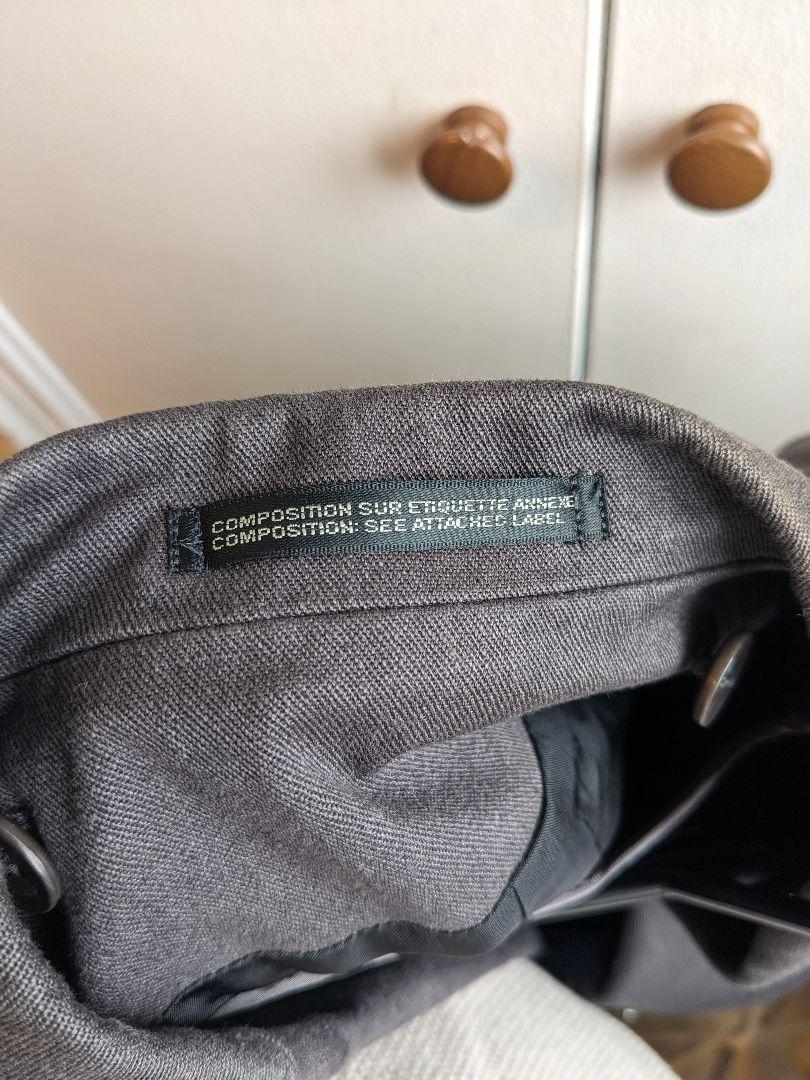 COMPOSITION SUR ETIQUETTE ANNEXE
COMPOSITION: SEE ATTACHED LABEL